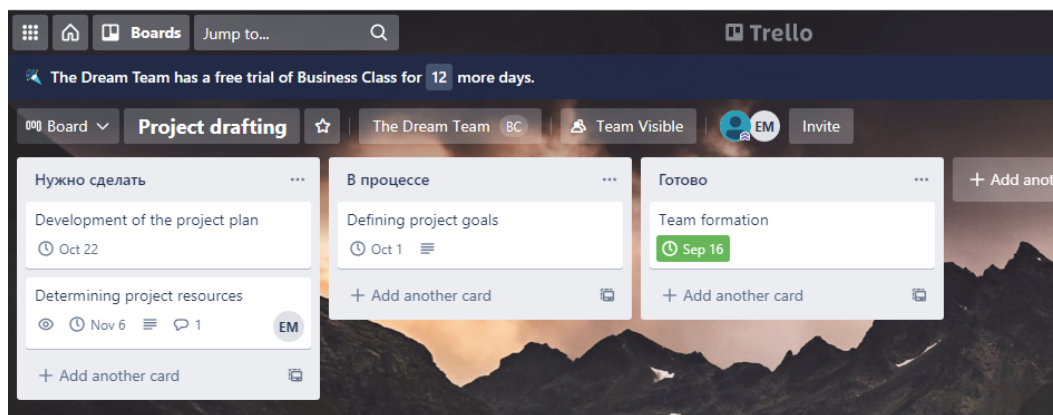 Boards Jump to... Trello
The Dream Team has a free trial of Business Class for 12 more days.
Board Project drafting The Dream Team BC Team Visible EM Invite
Нужно сделать
Development of the project plan
Oct 22
Determining project resources
Nov 6 1 EM
+ Add another card
В процессе
Defining project goals
Oct 1
+ Add another card
Готово
Team formation
Sep 16
+ Add another card
+ Add anot